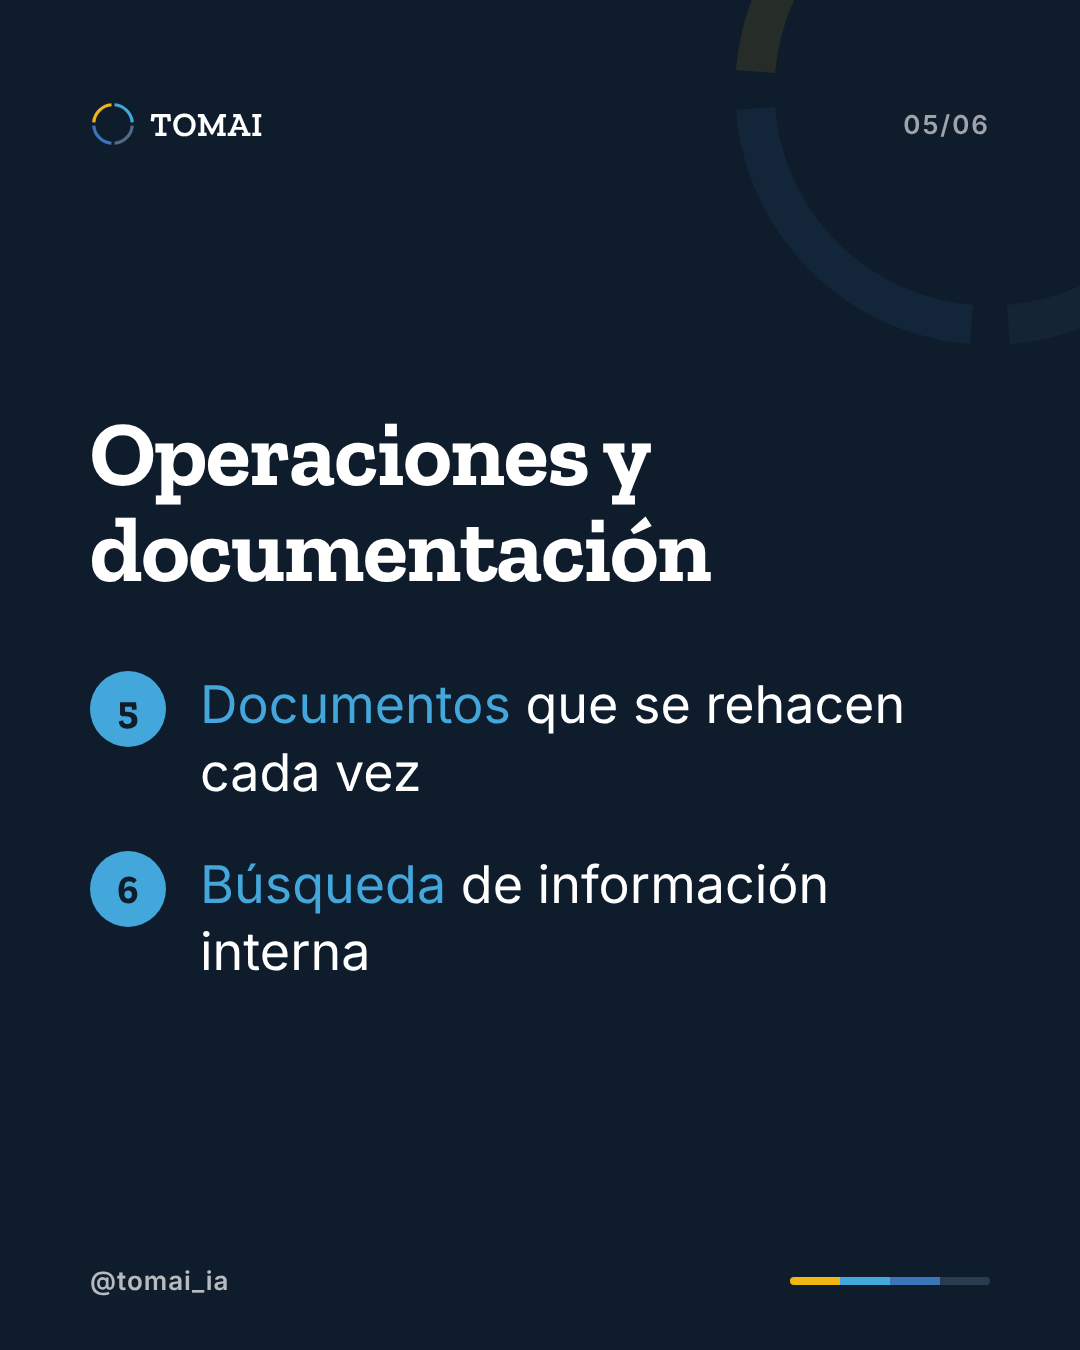 TOMAI
05/06
Operaciones y
documentación
5 Documentos que se rehacen
cada vez
6 Búsqueda de información
interna
@tomai_ia